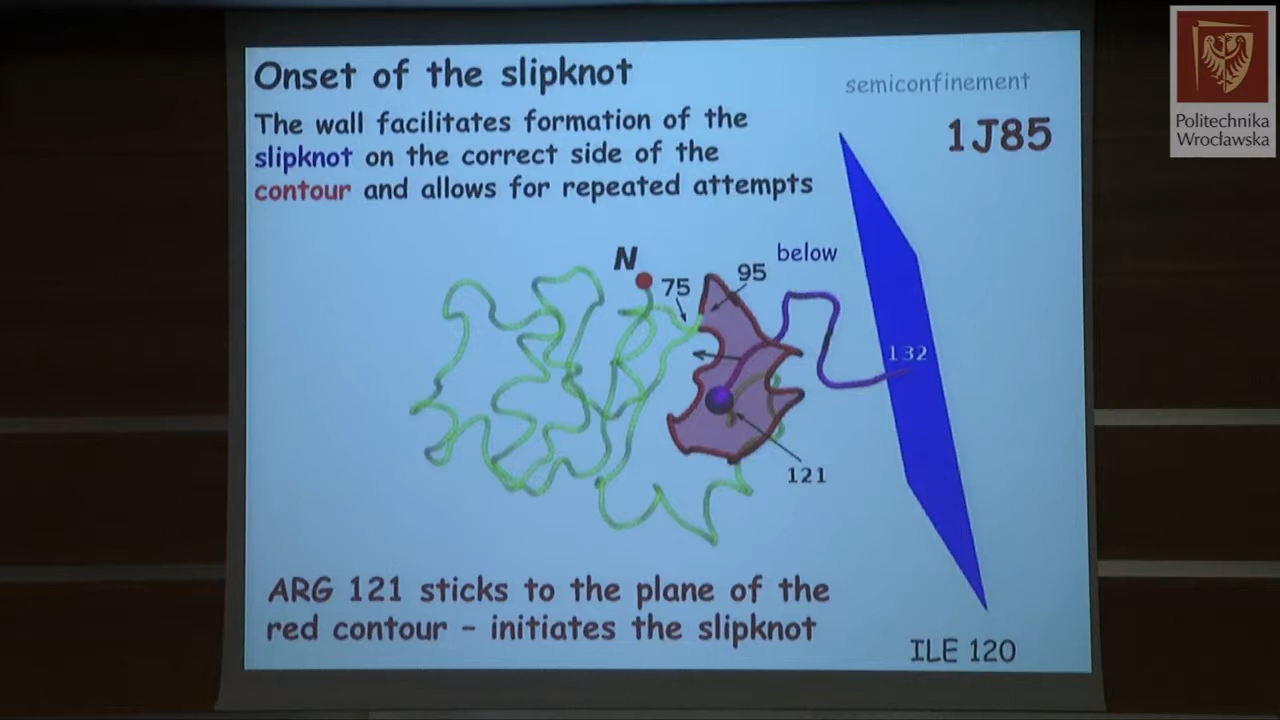 Onset of the slipknot
semiconfinement
The wall facilitates formation of the
slipknot on the correct side of the
contour and allows for repeated attempts
1J85
Politechnika
Wrocławska
below
N
75
95
132
121
ARG 121 sticks to the plane of the
red contour – initiates the slipknot
ILE 120